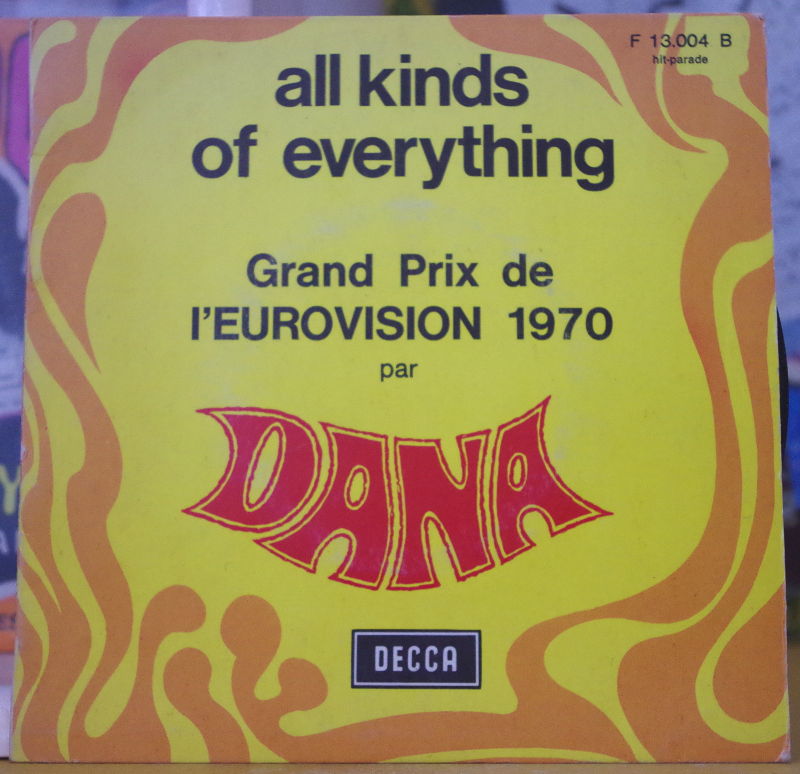 F 13.004 B
hit-parade
all kinds
of everything
Grand Prix de
l'EUROVISION 1970
par
DANA
DECCA